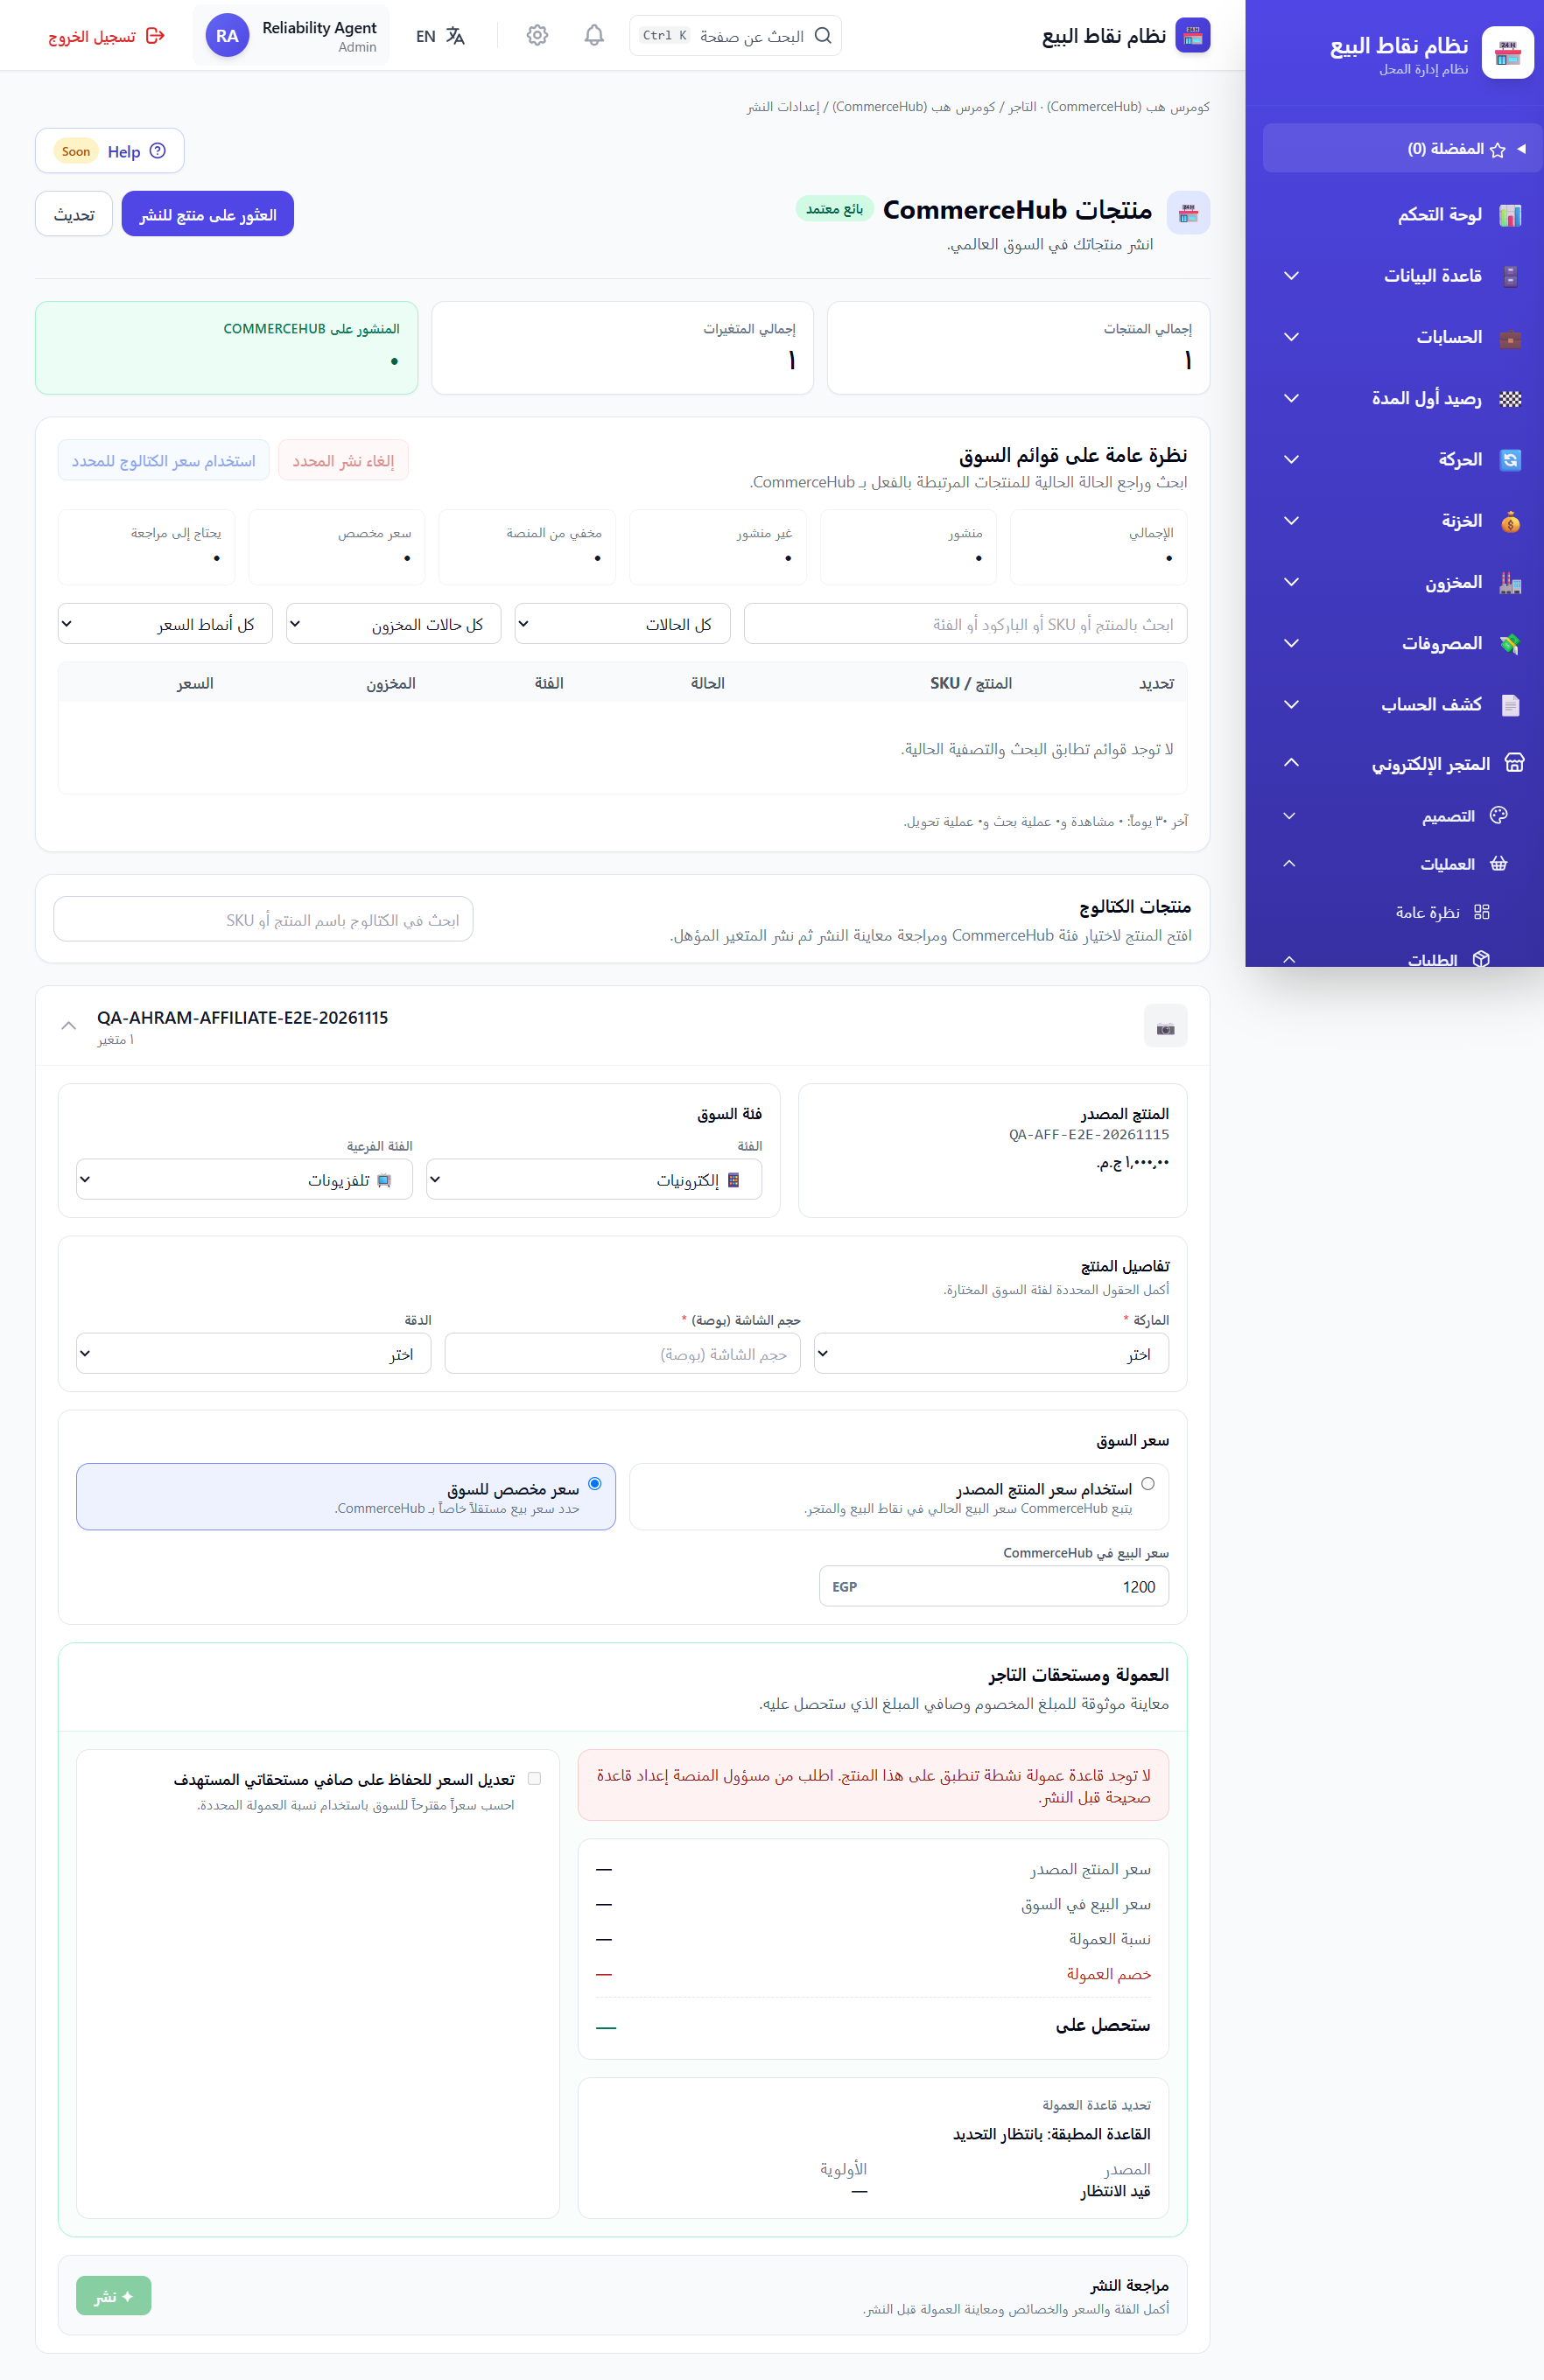 نظام نقاط البيع
نظام إدارة المحل
المفضلة (0)
لوحة التحكم
قاعدة البيانات
الحسابات
رصيد أول المدة
الحركة
الخزنة
المخزون
المصروفات
كشف الحساب
المتجر الإلكتروني
التصميم
العمليات
نظرة عامة
الطلبات
نظام نقاط البيع
البحث عن صفحة Ctrl K
EN
Reliability Agent
Admin
RA
تسجيل الخروج
كومرس هب (CommerceHub) · التاجر / كومرس هب (CommerceHub) / إعدادات النشر
Help Soon
منتجات CommerceHub بائع معتمد
انشر منتجاتك في السوق العالمي.
العثور على منتج للنشر
تحديث
إجمالي المنتجات
١
إجمالي المتغيرات
١
المنشور على COMMERCEHUB
٠
نظرة عامة على قوائم السوق
ابحث وراجع الحالة الحالية للمنتجات المرتبطة بالفعل بـ CommerceHub.
إلغاء نشر المحدد
استخدام سعر الكتالوج للمحدد
الإجمالي
٠
منشور
٠
غير منشور
٠
مخفي من المنصة
٠
سعر مخصص
٠
يحتاج إلى مراجعة
٠
ابحث بالمنتج أو SKU أو الباركود أو الفئة
كل الحالات
كل حالات المخزون
كل أنماط السعر
تحديد المنتج / SKU الحالة الفئة المخزون السعر
لا توجد قوائم تطابق البحث والتصفية الحالية.
آخر ٣٠ يوماً: ٠ مشاهدة و٠ عملية بحث و٠ عملية تحويل.
منتجات الكتالوج
افتح المنتج لاختيار فئة CommerceHub ومراجعة معاينة النشر ثم نشر المتغير المؤهل.
ابحث في الكتالوج باسم المنتج أو SKU
QA-AHRAM-AFFILIATE-E2E-20261115
١ متغير
المنتج المصدر
QA-AFF-E2E-20261115
١,٠٠٠٫٠٠ ج.م.
فئة السوق
الفئة
إلكترونيات
الفئة الفرعية
تلفزيونات
تفاصيل المنتج
أكمل الحقول المحددة لفئة السوق المختارة.
الماركة *
اختر
حجم الشاشة (بوصة) *
حجم الشاشة (بوصة)
الدقة
اختر
سعر السوق
استخدام سعر المنتج المصدر
يتبع CommerceHub سعر البيع الحالي في نقاط البيع والمتجر.
سعر مخصص للسوق
حدد سعر بيع مستقلاً خاصاً بـ CommerceHub.
سعر البيع في CommerceHub
1200 EGP
العمولة ومستحقات التاجر
معاينة موثوقة للمبلغ المخصوم وصافي المبلغ الذي ستحصل عليه.
لا توجد قاعدة عمولة نشطة تنطبق على هذا المنتج. اطلب من مسؤول المنصة إعداد قاعدة
صحيحة قبل النشر.
سعر المنتج المصدر —
سعر البيع في السوق —
نسبة العمولة —
خصم العمولة —
ستحصل على —
تحديد قاعدة العمولة
القاعدة المطبقة: بانتظار التحديد
المصدر
قيد الانتظار
الأولوية
—
تعديل السعر للحفاظ على صافي مستحقاتي المستهدف
احسب سعراً مقترحاً للسوق باستخدام نسبة العمولة المحددة.
مراجعة النشر
أكمل الفئة والسعر والخصائص ومعاينة العمولة قبل النشر.
✦ نشر